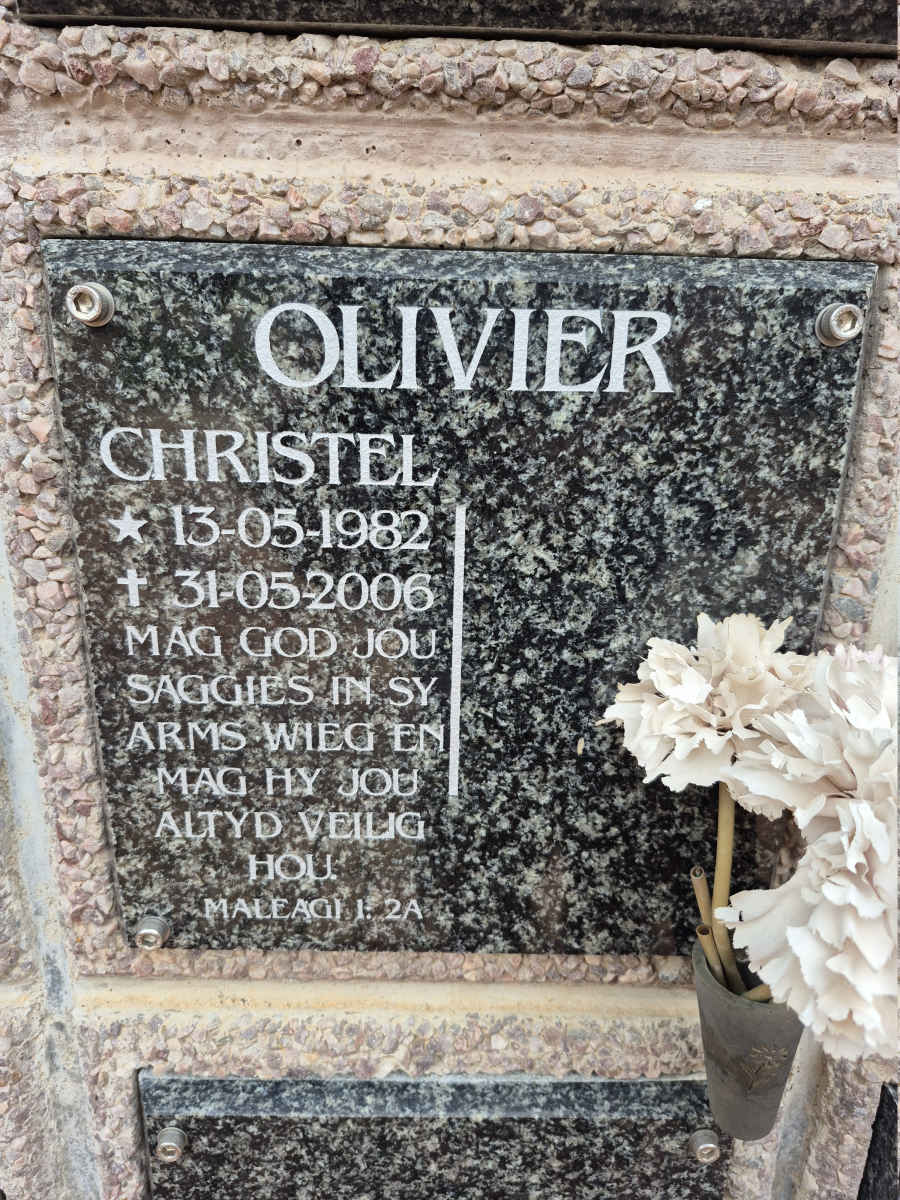 OLIVIER
CHRISTEL
★ 13-05-1982
✝ 31-05-2006
MAG GOD JOU
SAGGIES IN SY
ARMS WIEG EN
MAG HY JOU
ALTYD VEILIG
HOU.
MALEAGI 1: 2A